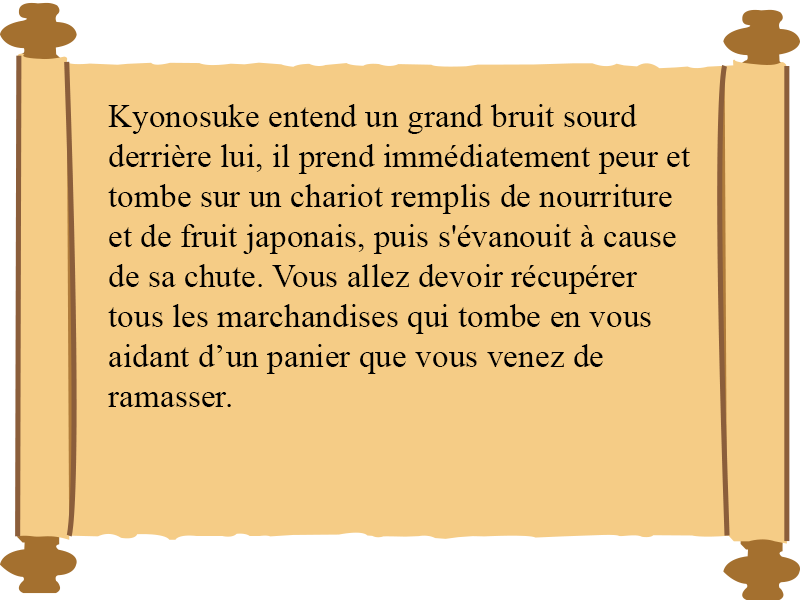 Kyonosuke entend un grand bruit sourd
derrière lui, il prend immédiatement peur et
tombe sur un chariot remplis de nourriture
et de fruit japonais, puis s'évanouit à cause
de sa chute. Vous allez devoir récupérer
tous les marchandises qui tombe en vous
aidant d’un panier que vous venez de
ramasser.